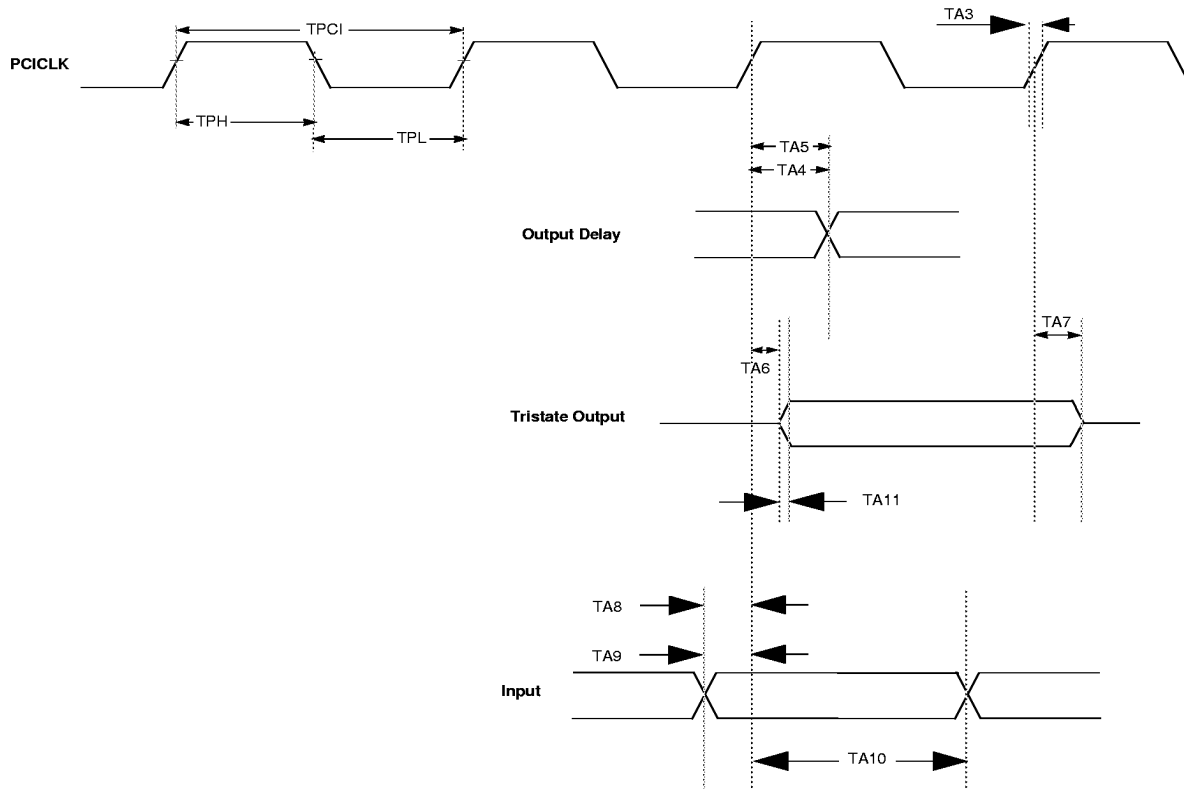 TPCI
TA3
PCICLK
TPH
TPL
TA5
TA4
Output Delay
TA7
TA6
Tristate Output
TA11
TA8
TA9
Input
TA10